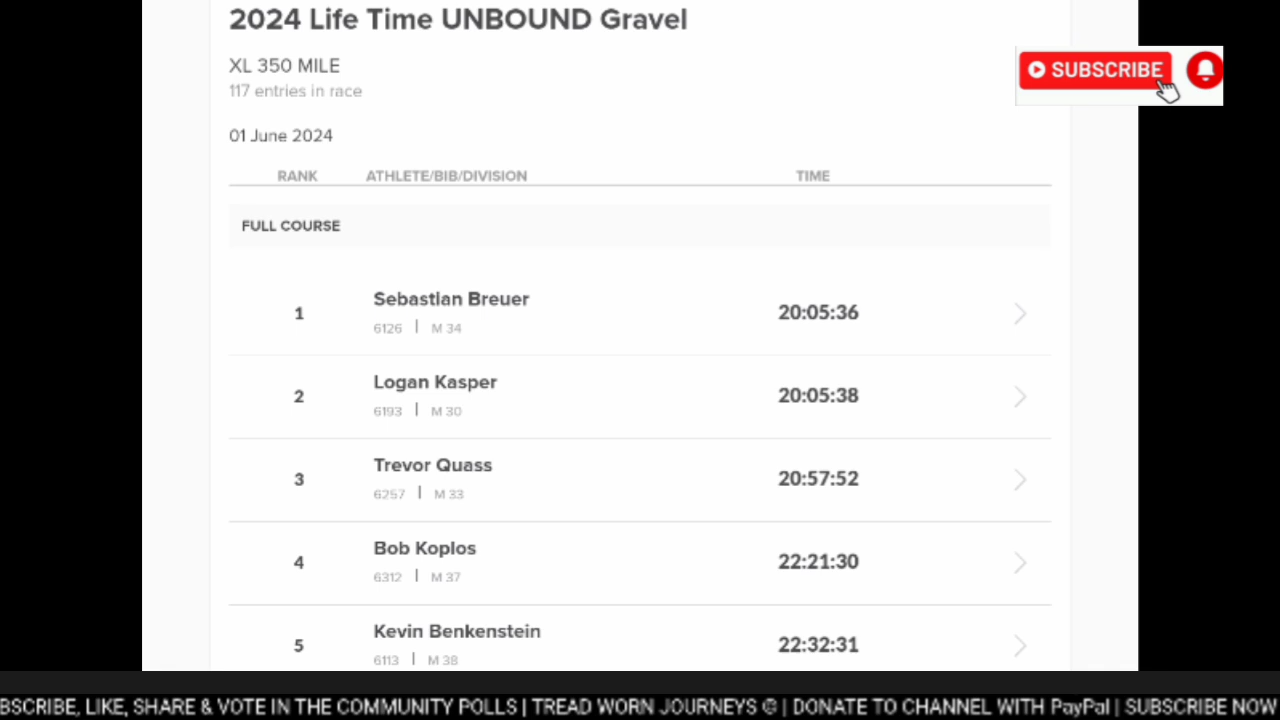 2024 Life Time UNBOUND Gravel
XL 350 MILE
117 entries in race
SUBSCRIBE
01 June 2024
RANK ATHLETE/BIB/DIVISION TIME
FULL COURSE
1 Sebastian Breuer 20:05:36
6126 | M 34
2 Logan Kasper 20:05:38
6193 | M 30
3 Trevor Quass 20:57:52
6257 | M 33
4 Bob Koplos 22:21:30
6312 | M 37
5 Kevin Benkenstein 22:32:31
6113 | M 38
BSCRIBE, LIKE, SHARE & VOTE IN THE COMMUNITY POLLS | TREAD WORN JOURNEYS © | DONATE TO CHANNEL WITH PayPal | SUBSCRIBE NOW